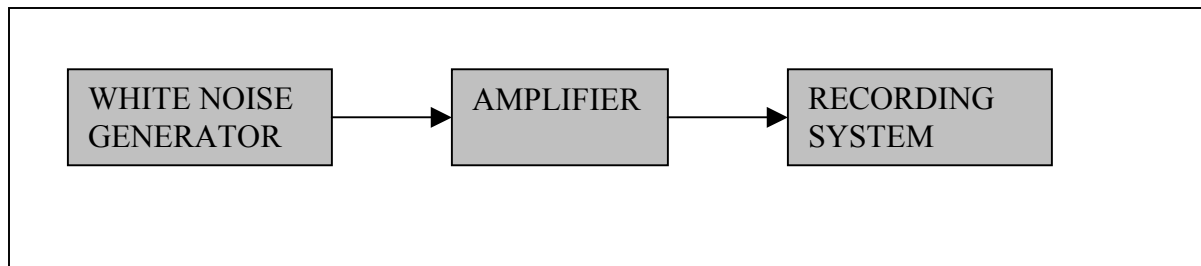 WHITE NOISE
GENERATOR
AMPLIFIER
RECORDING
SYSTEM